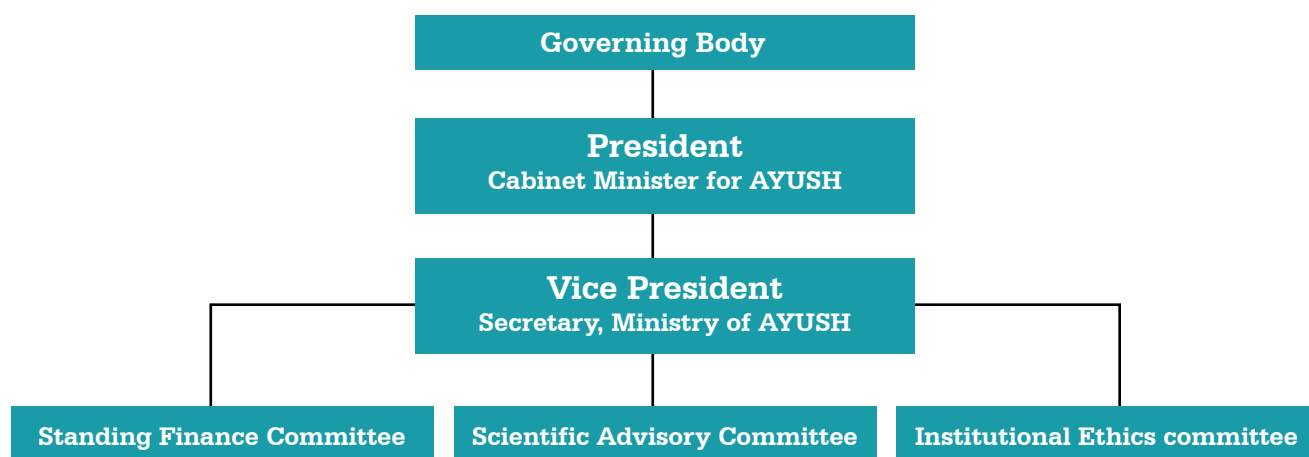 Governing Body
President
Cabinet Minister for AYUSH
Vice President
Secretary, Ministry of AYUSH
Standing Finance Committee
Scientific Advisory Committee
Institutional Ethics committee